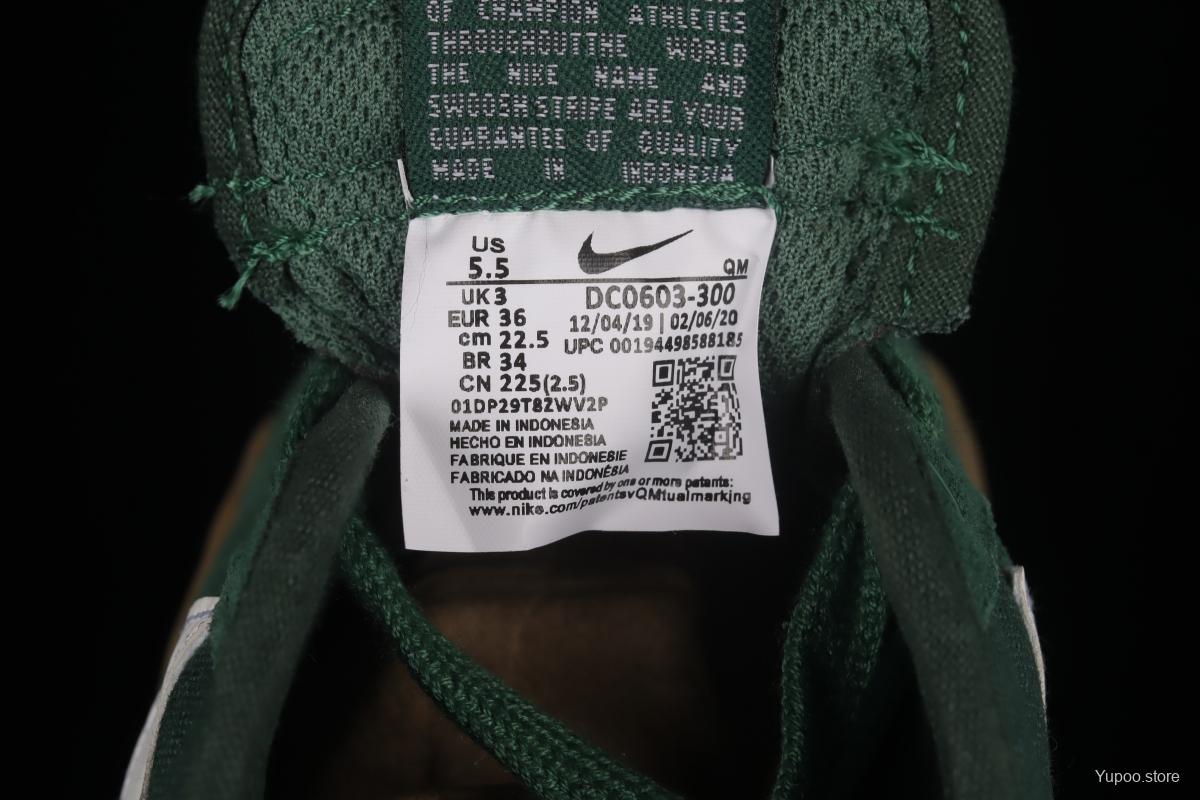 OF CHAMPION ATHLETES
THROUGHOUT THE WORLD
THE NIKE NAME AND
SWOOSH STRIPE ARE YOUR
GUARANTEE OF QUALITY
MADE IN INDONESIA
US
5.5
QM
UK 3
DC0603-300
EUR 36
12/04/19 | 02/06/20
cm 22.5
UPC 00194498588185
BR 34
CN 225(2.5)
01DP29T8ZWV2P
MADE IN INDONESIA
HECHO EN INDONESIA
FABRIQUE EN INDONESIE
FABRICADO NA INDONÉSIA
This product is covered by one or more patents:
www.nike.com/patentsvQMtualmarking
Yupoo.store